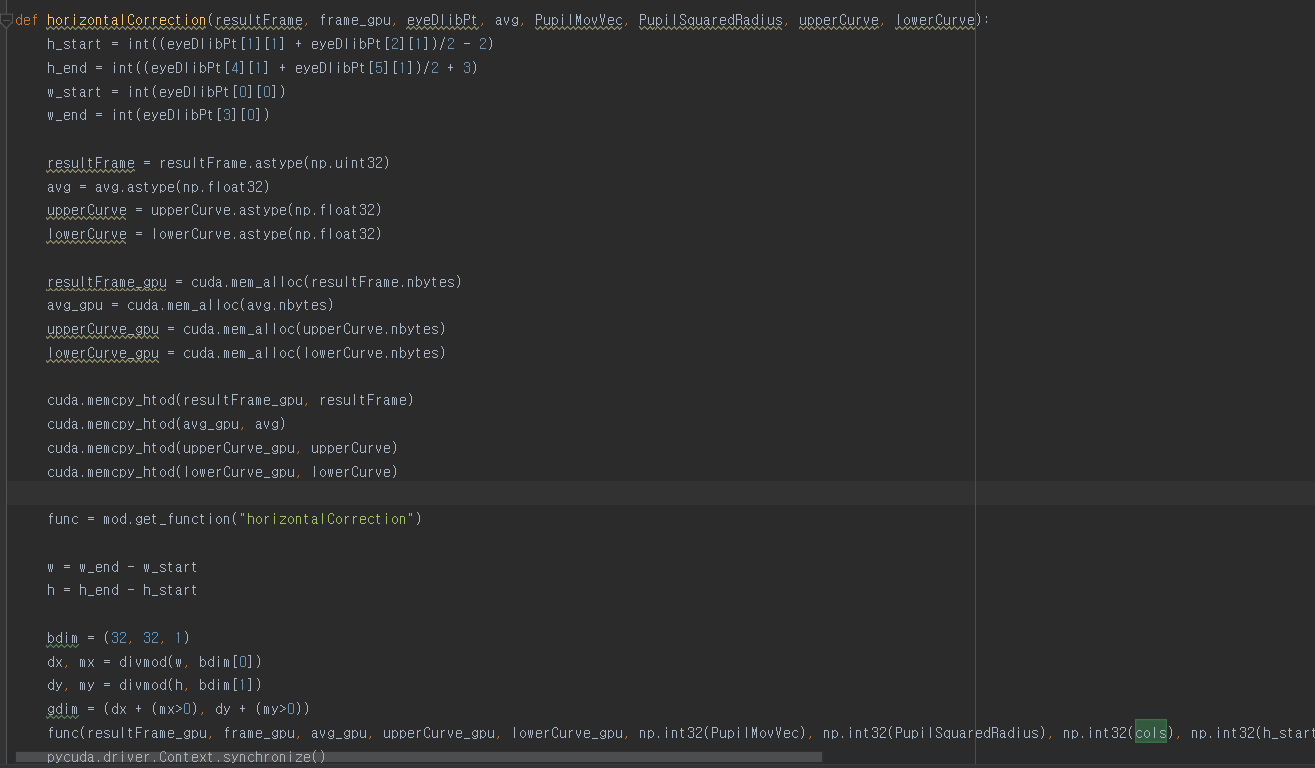 def horizontalCorrection(resultFrame, frame_gpu, eyeDlibPt, avg, PupilMovVec, PupilSquaredRadius, upperCurve, lowerCurve):
    h_start = int((eyeDlibPt[1][1] + eyeDlibPt[2][1])/2 - 2)
    h_end = int((eyeDlibPt[4][1] + eyeDlibPt[5][1])/2 + 3)
    w_start = int(eyeDlibPt[0][0])
    w_end = int(eyeDlibPt[3][0])
    resultFrame = resultFrame.astype(np.uint32)
    avg = avg.astype(np.float32)
    upperCurve = upperCurve.astype(np.float32)
    lowerCurve = lowerCurve.astype(np.float32)
    resultFrame_gpu = cuda.mem_alloc(resultFrame.nbytes)
    avg_gpu = cuda.mem_alloc(avg.nbytes)
    upperCurve_gpu = cuda.mem_alloc(upperCurve.nbytes)
    lowerCurve_gpu = cuda.mem_alloc(lowerCurve.nbytes)
    cuda.memcpy_htod(resultFrame_gpu, resultFrame)
    cuda.memcpy_htod(avg_gpu, avg)
    cuda.memcpy_htod(upperCurve_gpu, upperCurve)
    cuda.memcpy_htod(lowerCurve_gpu, lowerCurve)
    func = mod.get_function("horizontalCorrection")
    w = w_end - w_start
    h = h_end - h_start
    bdim = (32, 32, 1)
    dx, mx = divmod(w, bdim[0])
    dy, my = divmod(h, bdim[1])
    gdim = (dx + (mx>0), dy + (my>0))
    func(resultFrame_gpu, frame_gpu, avg_gpu, upperCurve_gpu, lowerCurve_gpu, np.int32(PupilMovVec), np.int32(PupilSquaredRadius), np.int32(cols), np.int32(h_start
    pycuda.driver.Context.synchronize()